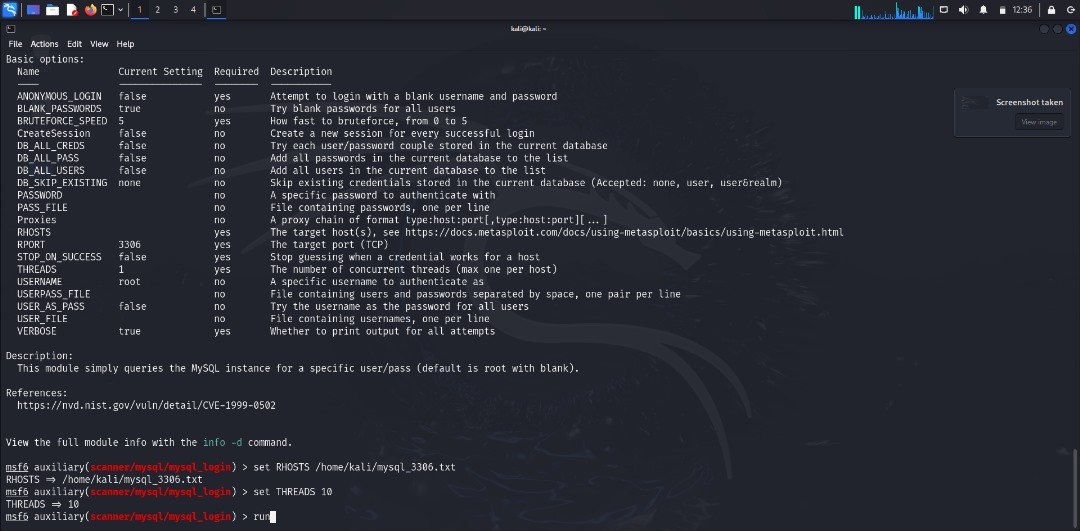 1 2 3 4
12:36
kali@kali: ~
File Actions Edit View Help
Basic options:
Name Current Setting Required Description
ANONYMOUS_LOGIN false yes Attempt to login with a blank username and password
BLANK_PASSWORDS true no Try blank passwords for all users
BRUTEFORCE_SPEED 5 yes How fast to bruteforce, from 0 to 5
CreateSession false no Create a new session for every successful login
DB_ALL_CREDS false no Try each user/password couple stored in the current database
DB_ALL_PASS false no Add all passwords in the current database to the list
DB_ALL_USERS false no Add all users in the current database to the list
DB_SKIP_EXISTING none no Skip existing credentials stored in the current database (Accepted: none, user, user&realm)
PASSWORD no A specific password to authenticate with
PASS_FILE no File containing passwords, one per line
Proxies no A proxy chain of format type:host:port[,type:host:port][...]
RHOSTS yes The target host(s), see https://docs.metasploit.com/docs/using-metasploit/basics/using-metasploit.html
RPORT 3306 yes The target port (TCP)
STOP_ON_SUCCESS false yes Stop guessing when a credential works for a host
THREADS 1 yes The number of concurrent threads (max one per host)
USERNAME root no A specific username to authenticate as
USERPASS_FILE no File containing users and passwords separated by space, one pair per line
USER_AS_PASS false no Try the username as the password for all users
USER_FILE no File containing usernames, one per line
VERBOSE true yes Whether to print output for all attempts
Description:
This module simply queries the MySQL instance for a specific user/pass (default is root with blank).
References:
https://nvd.nist.gov/vuln/detail/CVE-1999-0502
View the full module info with the info -d command.
msf6 auxiliary(scanner/mysql/mysql_login) > set RHOSTS /home/kali/mysql_3306.txt
RHOSTS => /home/kali/mysql_3306.txt
msf6 auxiliary(scanner/mysql/mysql_login) > set THREADS 10
THREADS => 10
msf6 auxiliary(scanner/mysql/mysql_login) > run
Screenshot taken
View image